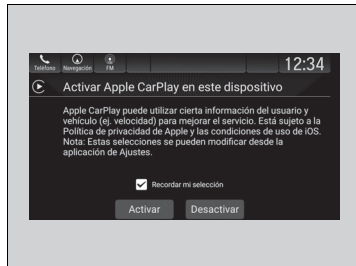 Teléfono Navegación FM 12:34
Activar Apple CarPlay en este dispositivo
Apple CarPlay puede utilizar cierta información del usuario y
vehículo (ej. velocidad) para mejorar el servicio. Está sujeto a la
Política de privacidad de Apple y las condiciones de uso de iOS.
Nota: Estas selecciones se pueden modificar desde la
aplicación de Ajustes.
Recordar mi selección
Activar Desactivar